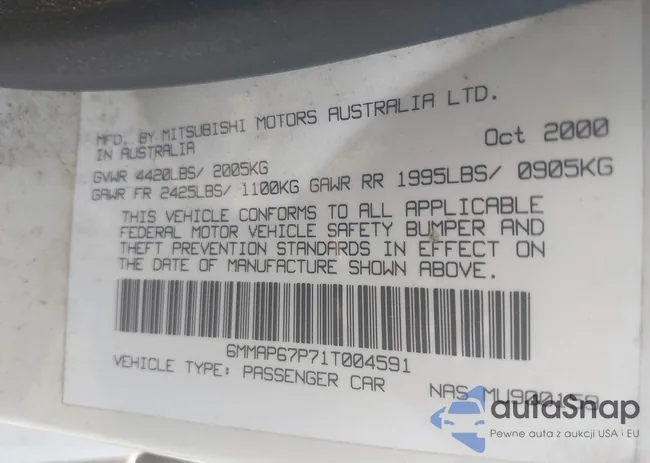 MFD. BY MITSUBISHI MOTORS AUSTRALIA LTD.
IN AUSTRALIA Oct 2000
GVWR 4420LBS/ 2005KG
GAWR FR 2425LBS/ 1100KG GAWR RR 1995LBS/ 0905KG
THIS VEHICLE CONFORMS TO ALL APPLICABLE
FEDERAL MOTOR VEHICLE SAFETY BUMPER AND
THEFT PREVENTION STANDARDS IN EFFECT ON
THE DATE OF MANUFACTURE SHOWN ABOVE.
6MMAP67P71T004591
VEHICLE TYPE: PASSENGER CAR NAS
autaSnap
Pewne auta z aukcji USA i EU